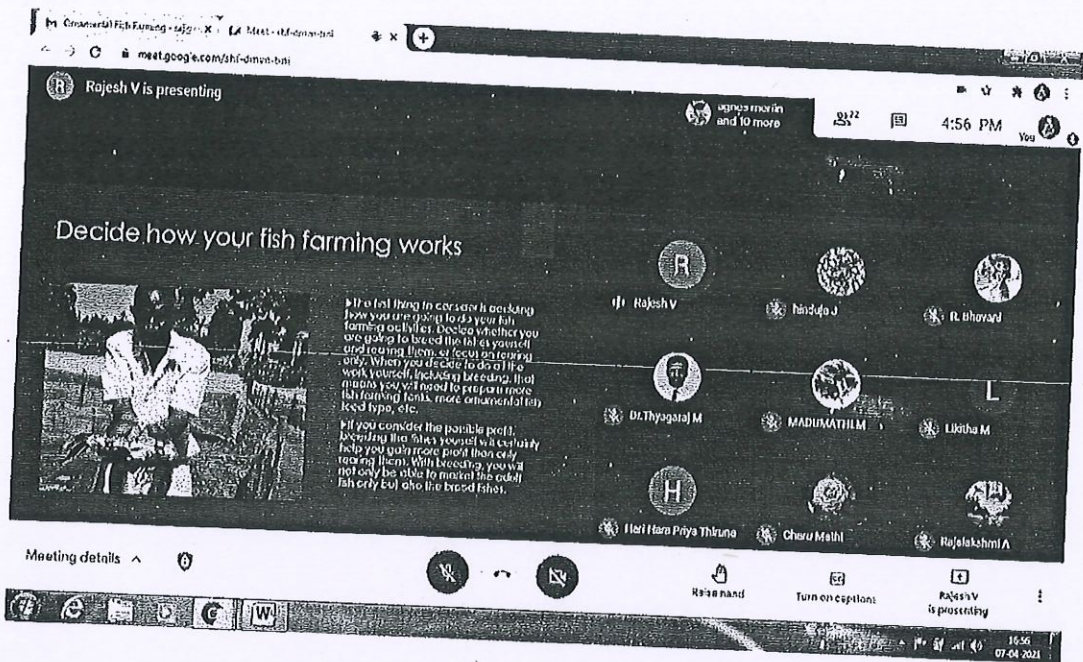 Ornamental Fish Farming -
Meet -
meet.google.com/shf-dmvn-bni
R
Rajesh V is presenting
agnes merlin
and 10 more
22
4:56 PM
You
Decide how your fish farming works
The first thing to consider is deciding
how you are going to do your fish
farming activities. Decide whether you
are going to breed the fishes yourself
and rearing them, or focus on rearing
only. When you decide to do all the
work yourself, including breeding, that
means you will need to prepare more
fish farming tanks, more ornamental fish
feed type, etc.
If you consider the possible profit,
breeding the fishes yourself will certainly
help you gain more profit than only
rearing them. With breeding, you will
not only be able to market the adult
fish only but also the brood fishes.
R
Rajesh V
hinduja J
R. Bhavani
Dr.Thyagaraj M
MADUMATHI.M
L
Likitha M
H
Hari Hara Priya Thiruna
Charu Mathi
Rajalakshmi A
Meeting details
Raise hand
Turn on captions
Rajesh V
is presenting
W
16:56
07-04-2021